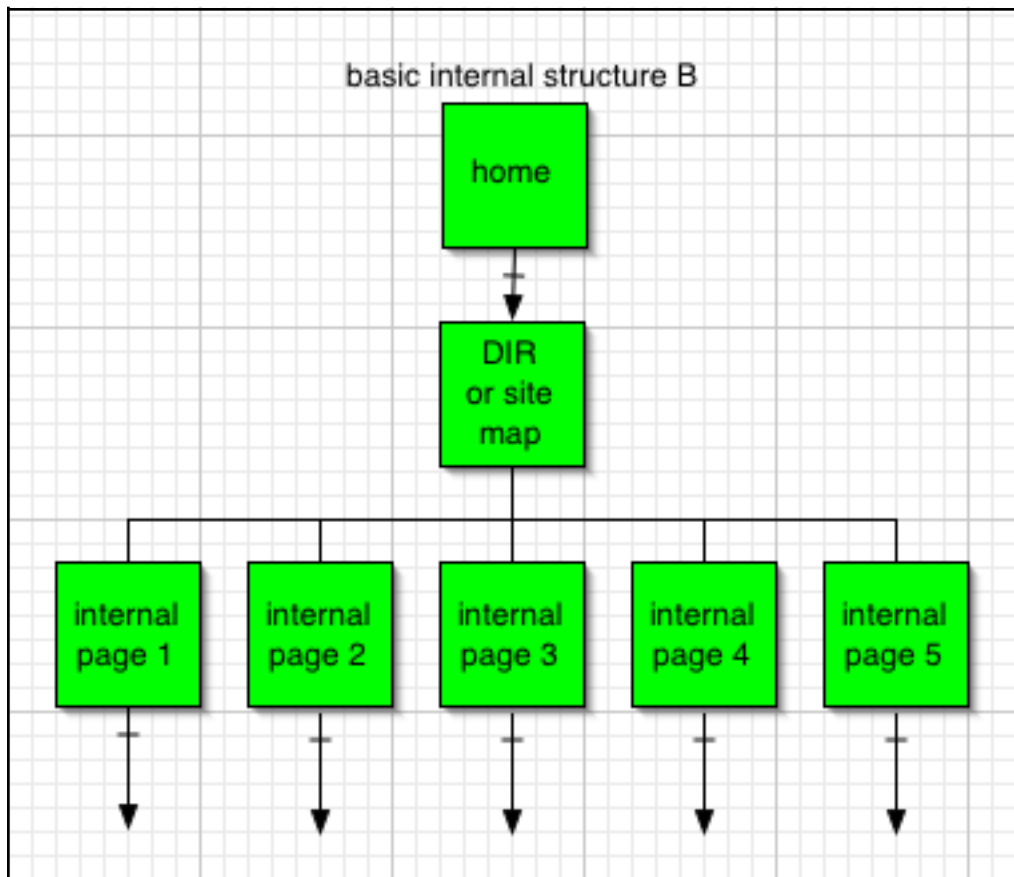 basic internal structure B
home
DIR
or site
map
internal
page 1
internal
page 2
internal
page 3
internal
page 4
internal
page 5